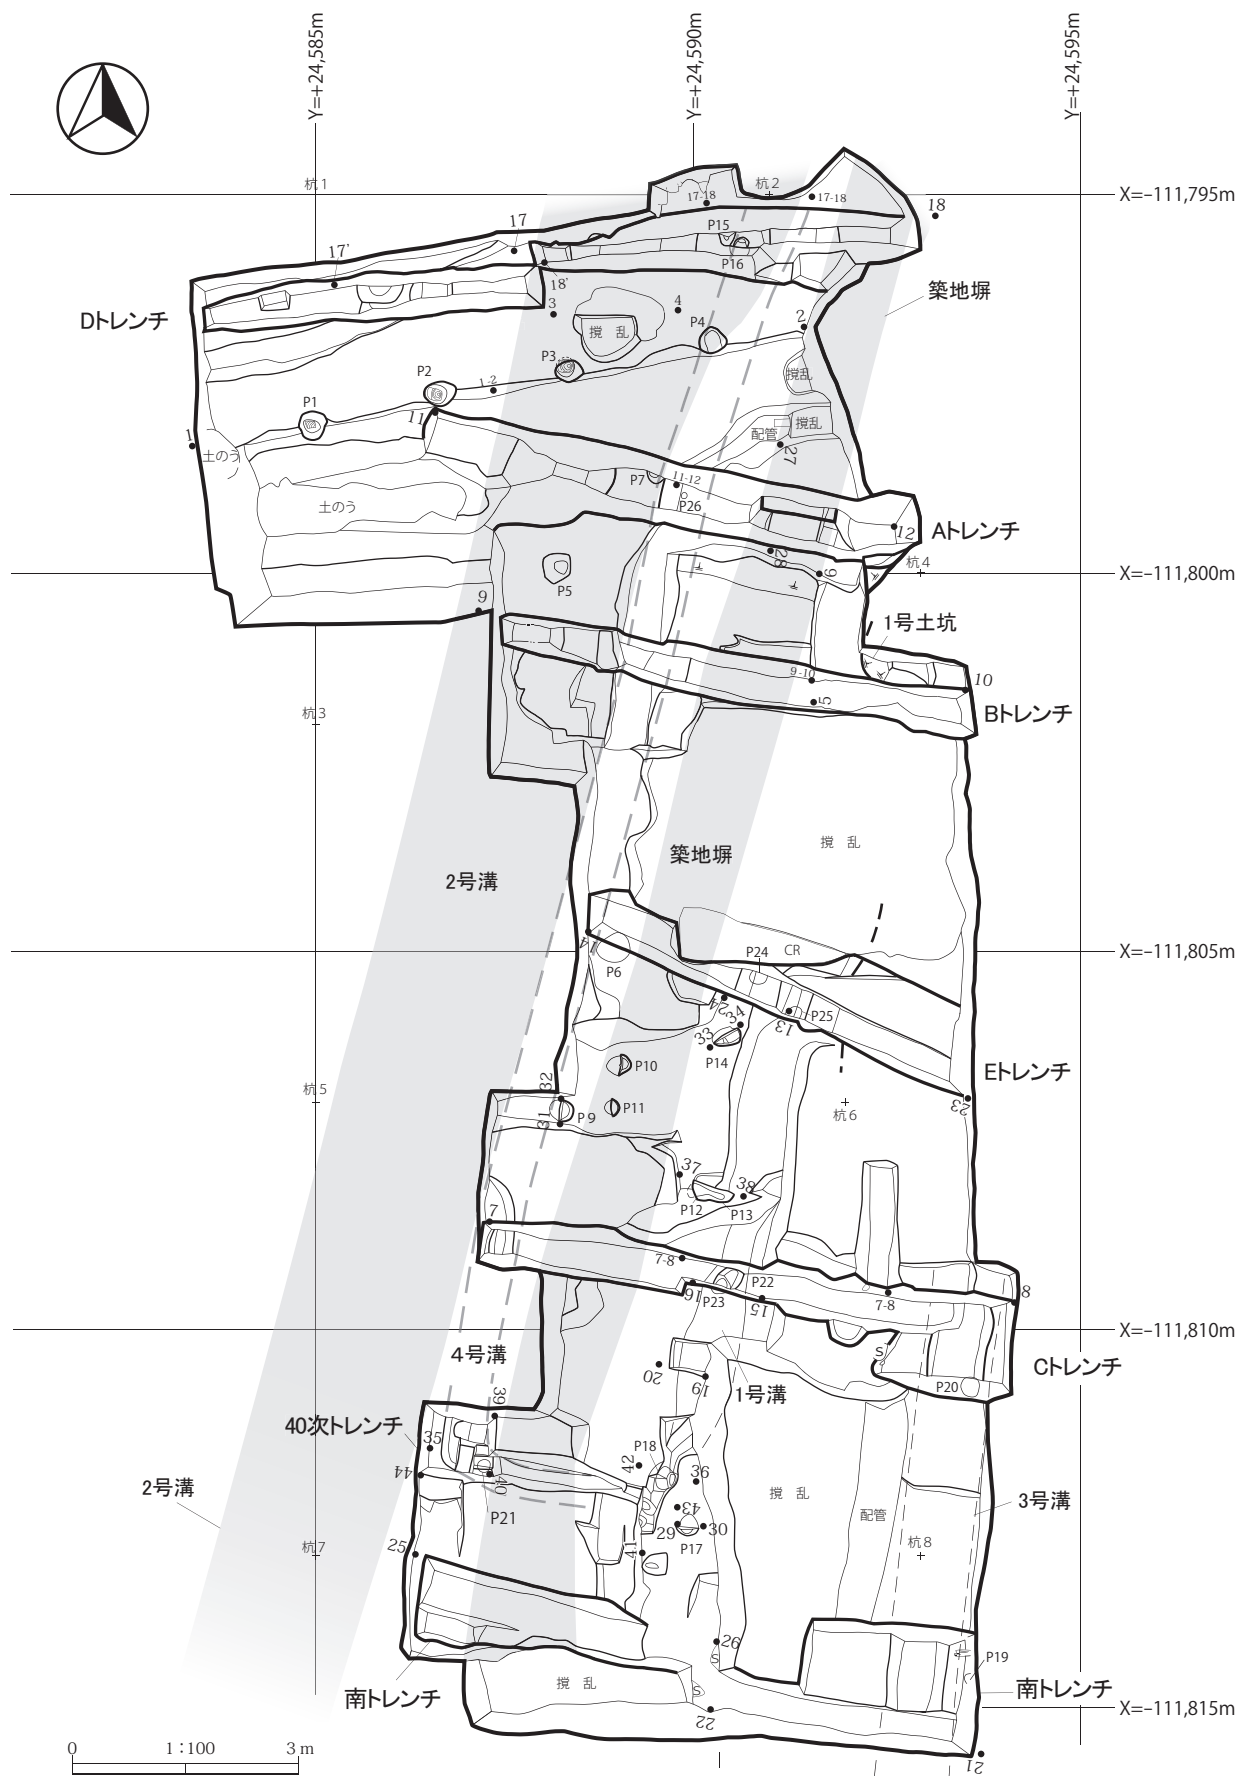 Y=+24,585m
Y=+24,590m
Y=+24,595m
杭1
杭2
X=−111,795m
17-18
17-18
18
17
P15
17'
P16
18'
築地塀
Dトレンチ
3
4
2
P4
撹 乱
P3
撹乱
P2
1-2
P1
11
撹乱
配管
1
土のう
27
P7
11-12
土のう
P26
12
Aトレンチ
28
杭4
6
X=−111,800m
P5
9
1号土坑
9-10
10
5
Bトレンチ
杭3
撹 乱
築地塀
2号溝
14
P24
CR
X=−111,805m
P6
24
P25
34
13
33
P14
P10
Eトレンチ
32
杭5
23
P9
P11
杭6
31
37
38
P12
P13
7
7-8
P22
8
16
P23
15
7-8
X=−111,810m
4号溝
S
Cトレンチ
20
19
P20
1号溝
39
40次トレンチ
35
P18
42
44
36
2号溝
40
撹 乱
3号溝
43
配管
P21
29
30
杭7
25
41
P17
杭8
26
S
P19
撹 乱
S
南トレンチ
南トレンチ
22
X=−111,815m
0
1:100
3 m
21